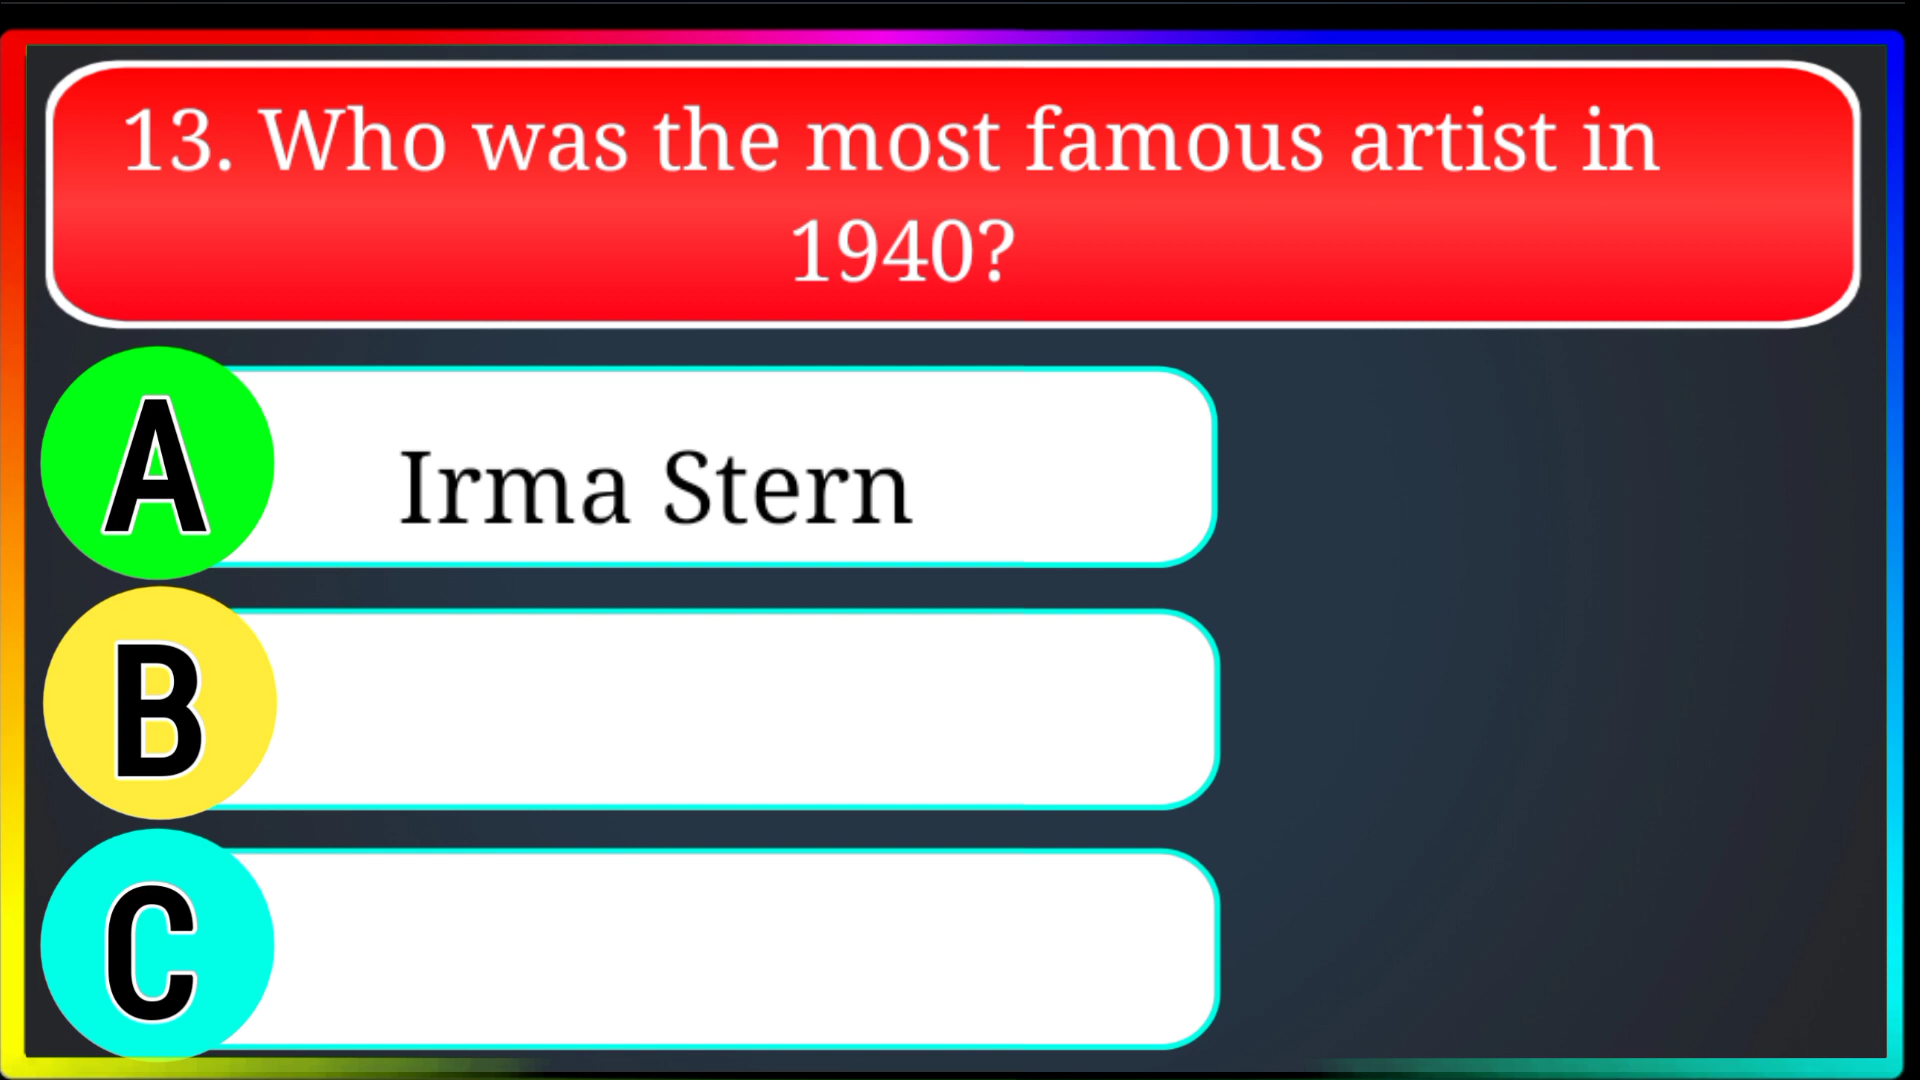 13. Who was the most famous artist in
1940?
A
Irma Stern
B
C